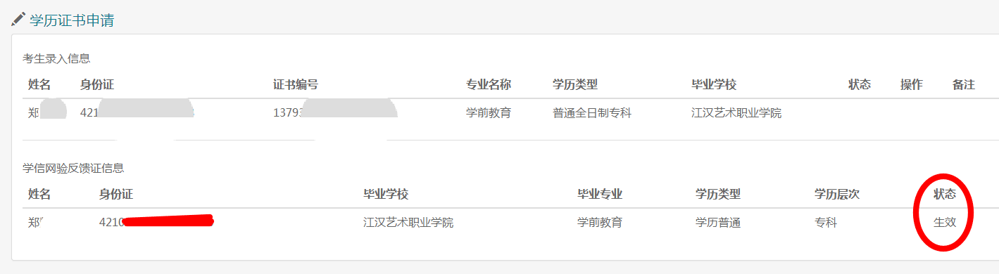 学历证书申请
考生录入信息
姓名 身份证 证书编号 专业名称 学历类型 毕业学校 状态 操作 备注
郑 421 1379 学前教育 普通全日制专科 江汉艺术职业学院
学信网验反馈证信息
姓名 身份证 毕业学校 毕业专业 学历类型 学历层次 状态
郑 4210 江汉艺术职业学院 学前教育 学历普通 专科 生效